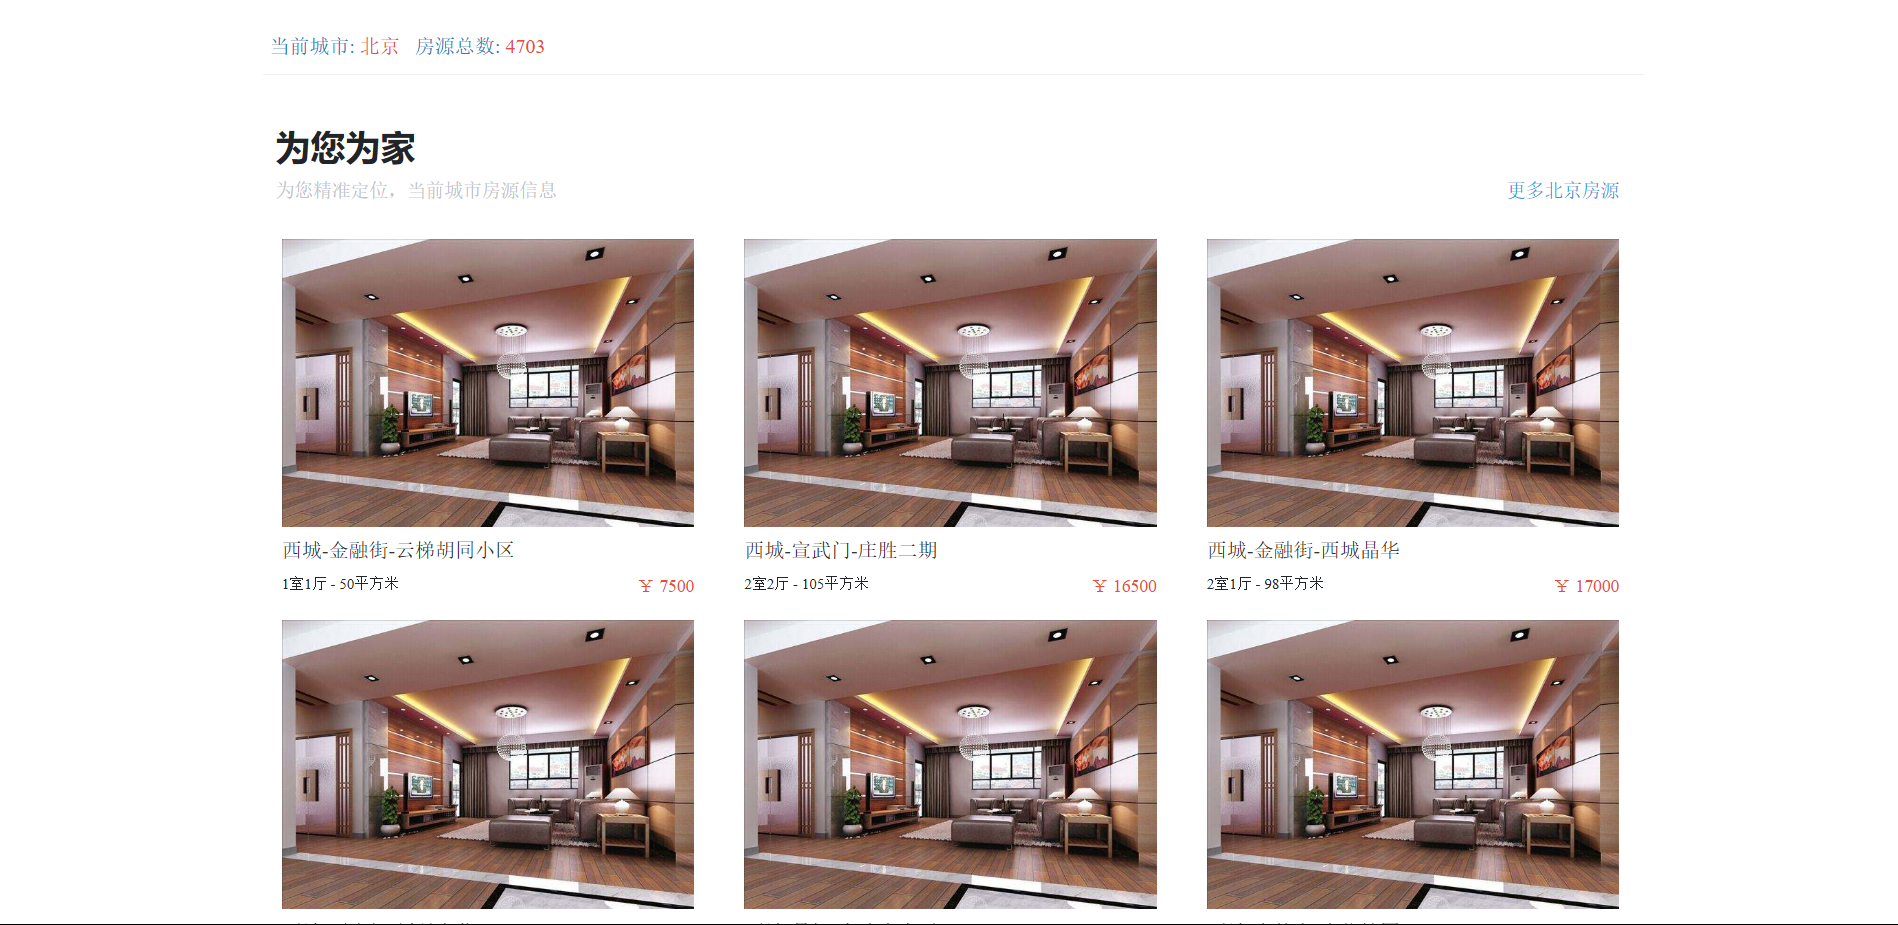 当前城市: 北京 房源总数: 4703
为您为家
为您精准定位，当前城市房源信息
更多北京房源
西城-金融街-云梯胡同小区
1室1厅 - 50平方米
￥ 7500
西城-宣武门-庄胜二期
2室2厅 - 105平方米
￥ 16500
西城-金融街-西城晶华
2室1厅 - 98平方米
￥ 17000